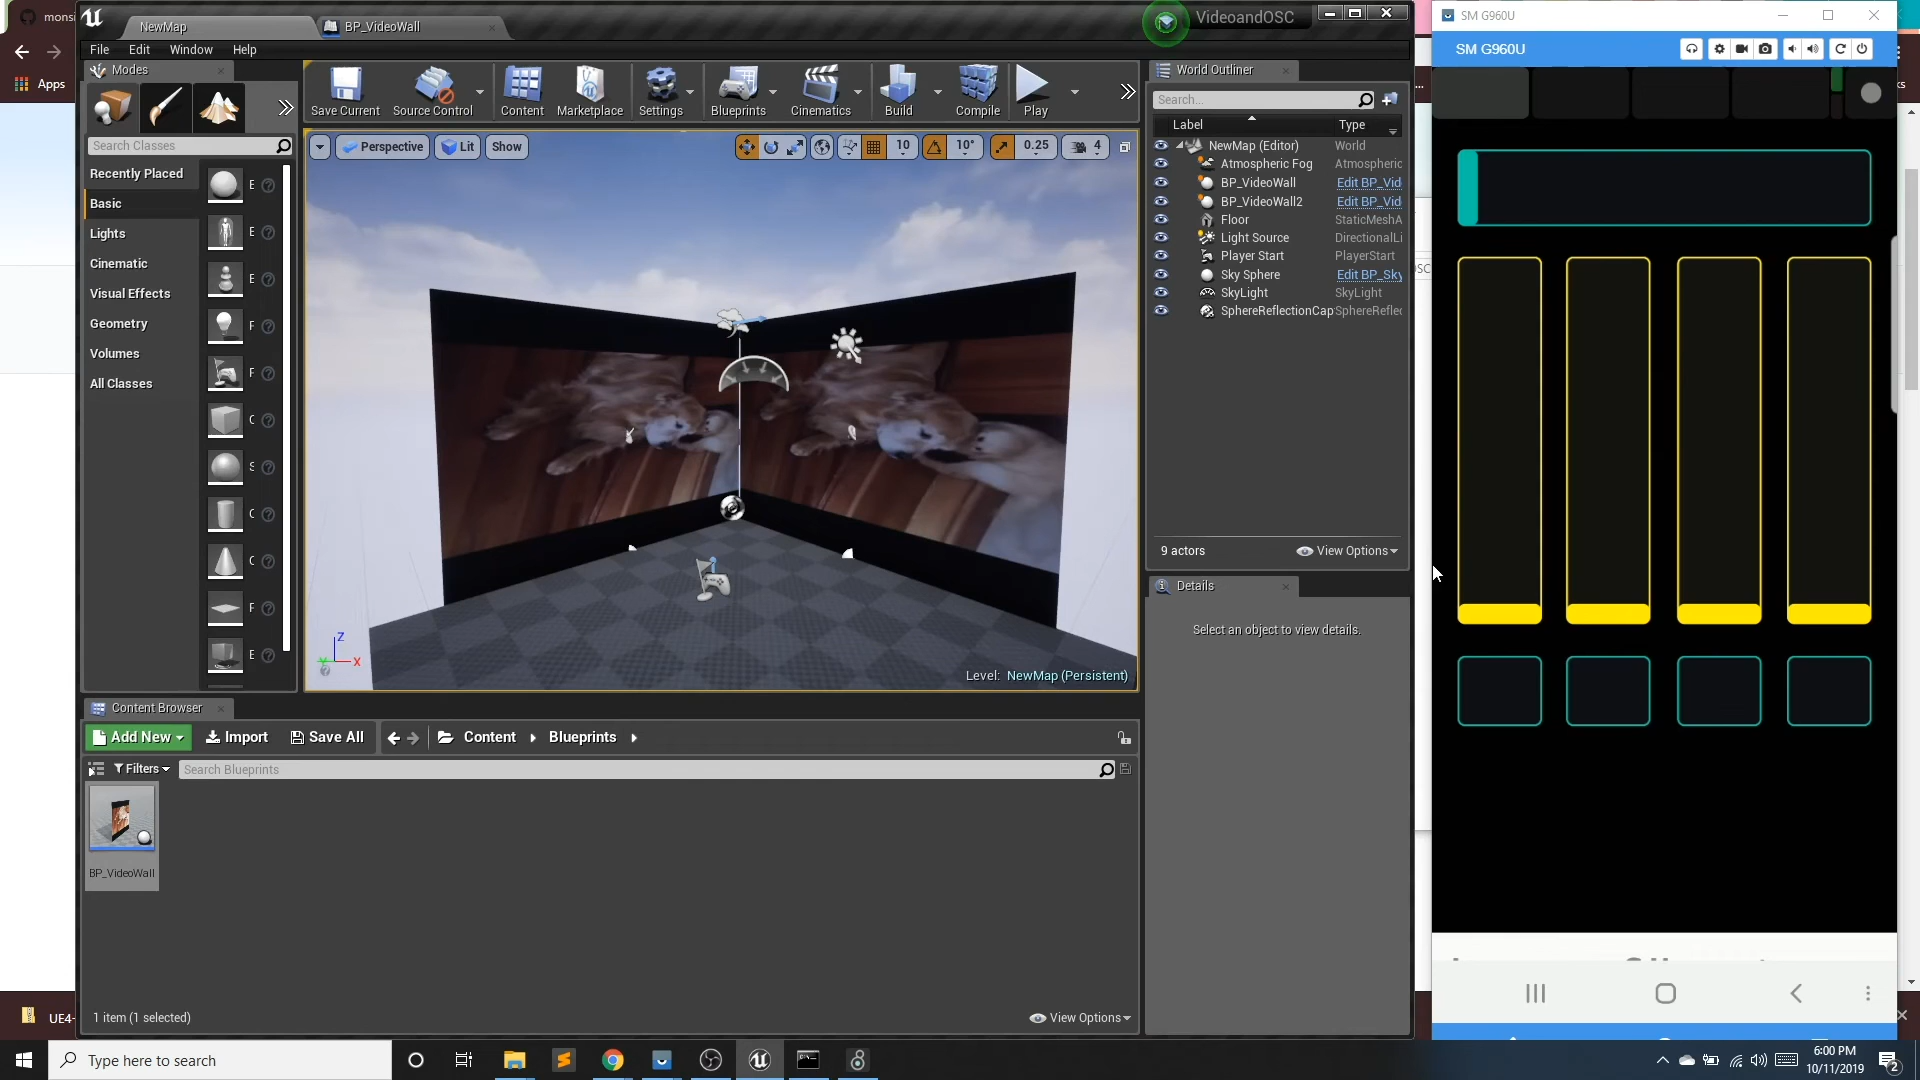 monsi
NewMap
BP_VideoWall
VideoandOSC
SM G960U
File Edit Window Help
SM G960U
Apps
Modes
World Outliner
Save Current
Source Control
Content
Marketplace
Settings
Blueprints
Cinematics
Build
Compile
Play
Search...
Search Classes
Label
Type
Perspective
Lit
Show
10
10°
0.25
4
NewMap (Editor) World
Atmospheric Fog Atmospheric
BP_VideoWall Edit BP_Vid
BP_VideoWall2 Edit BP_Vid
Floor StaticMeshA
Light Source DirectionalLi
Player Start PlayerStart
Sky Sphere Edit BP_Sky
SkyLight SkyLight
SphereReflectionCap SphereReflec
Recently Placed
Basic
Lights
Cinematic
Visual Effects
Geometry
Volumes
All Classes
E
E
E
P
P
C
S
C
C
P
E
9 actors
View Options
Details
Select an object to view details.
Z
Y
X
Level: NewMap (Persistent)
Content Browser
Add New
Import
Save All
Content
Blueprints
Filters
Search Blueprints
BP_VideoWall
1 item (1 selected)
View Options
UE4-
Type here to search
6:00 PM
10/11/2019
2